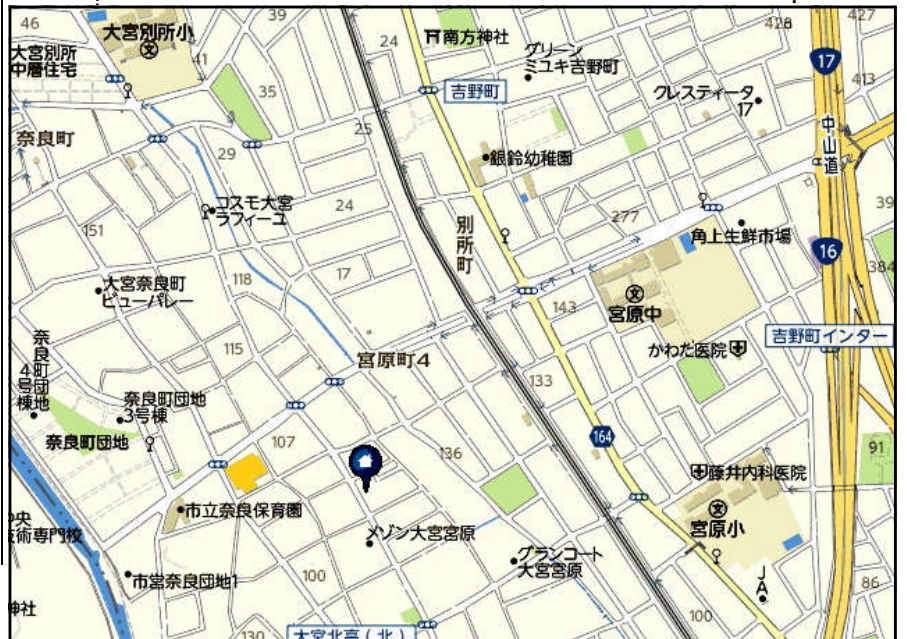 46
大宮別所小
39
大宮別所
中層住宅
41
24
南方神社
グリーン
ミユキ吉野町
428
427
17
413
クレスティータ
17
吉野町
35
25
奈良町
29
銀鈴幼稚園
中山道
コスモ大宮
ラフィーユ
24
別所町
277
角上生鮮市場
39
16
384
151
118
17
大宮奈良町
ビューパレー
143
宮原中
吉野町インター
115
宮原町4
かわだ医院
奈良町団地
4号棟
奈良町団地
3号棟
133
奈良町団地
107
136
164
91
藤井内科医院
市立奈良保育園
宮原小
中央
技術専門校
メゾン大宮宮原
グランコート
大宮宮原
市営奈良団地1
100
JA
86
神社
100
130
大宮北高(北)